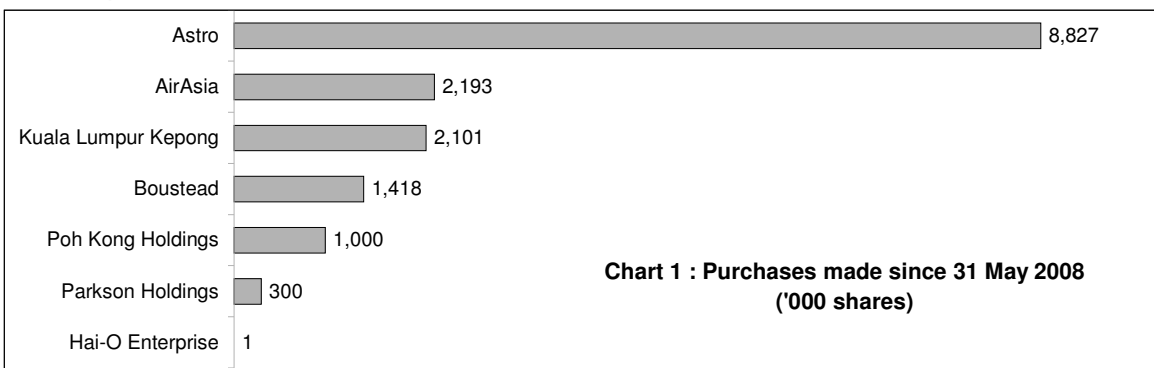 Astro 8,827
AirAsia 2,193
Kuala Lumpur Kepong 2,101
Boustead 1,418
Poh Kong Holdings 1,000
Parkson Holdings 300
Hai-O Enterprise 1
Chart 1 : Purchases made since 31 May 2008
('000 shares)